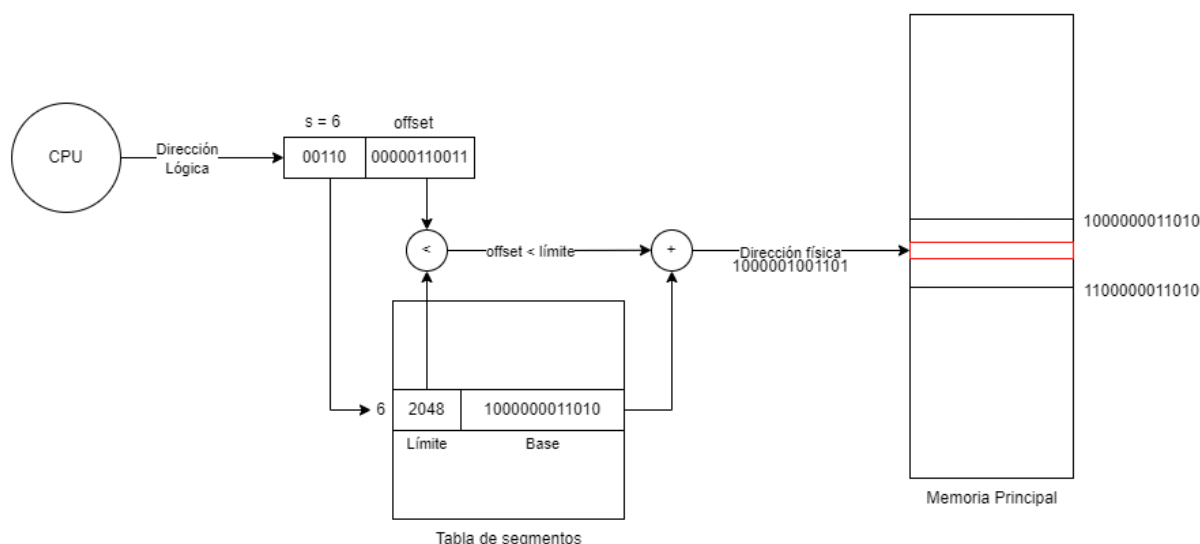 s = 6
offset
CPU
Dirección
Lógica
00110
00000110011
<
offset < límite
+
Dirección física
1000001001101
1000000011010
1100000011010
6
2048
1000000011010
Límite
Base
Tabla de segmentos
Memoria Principal